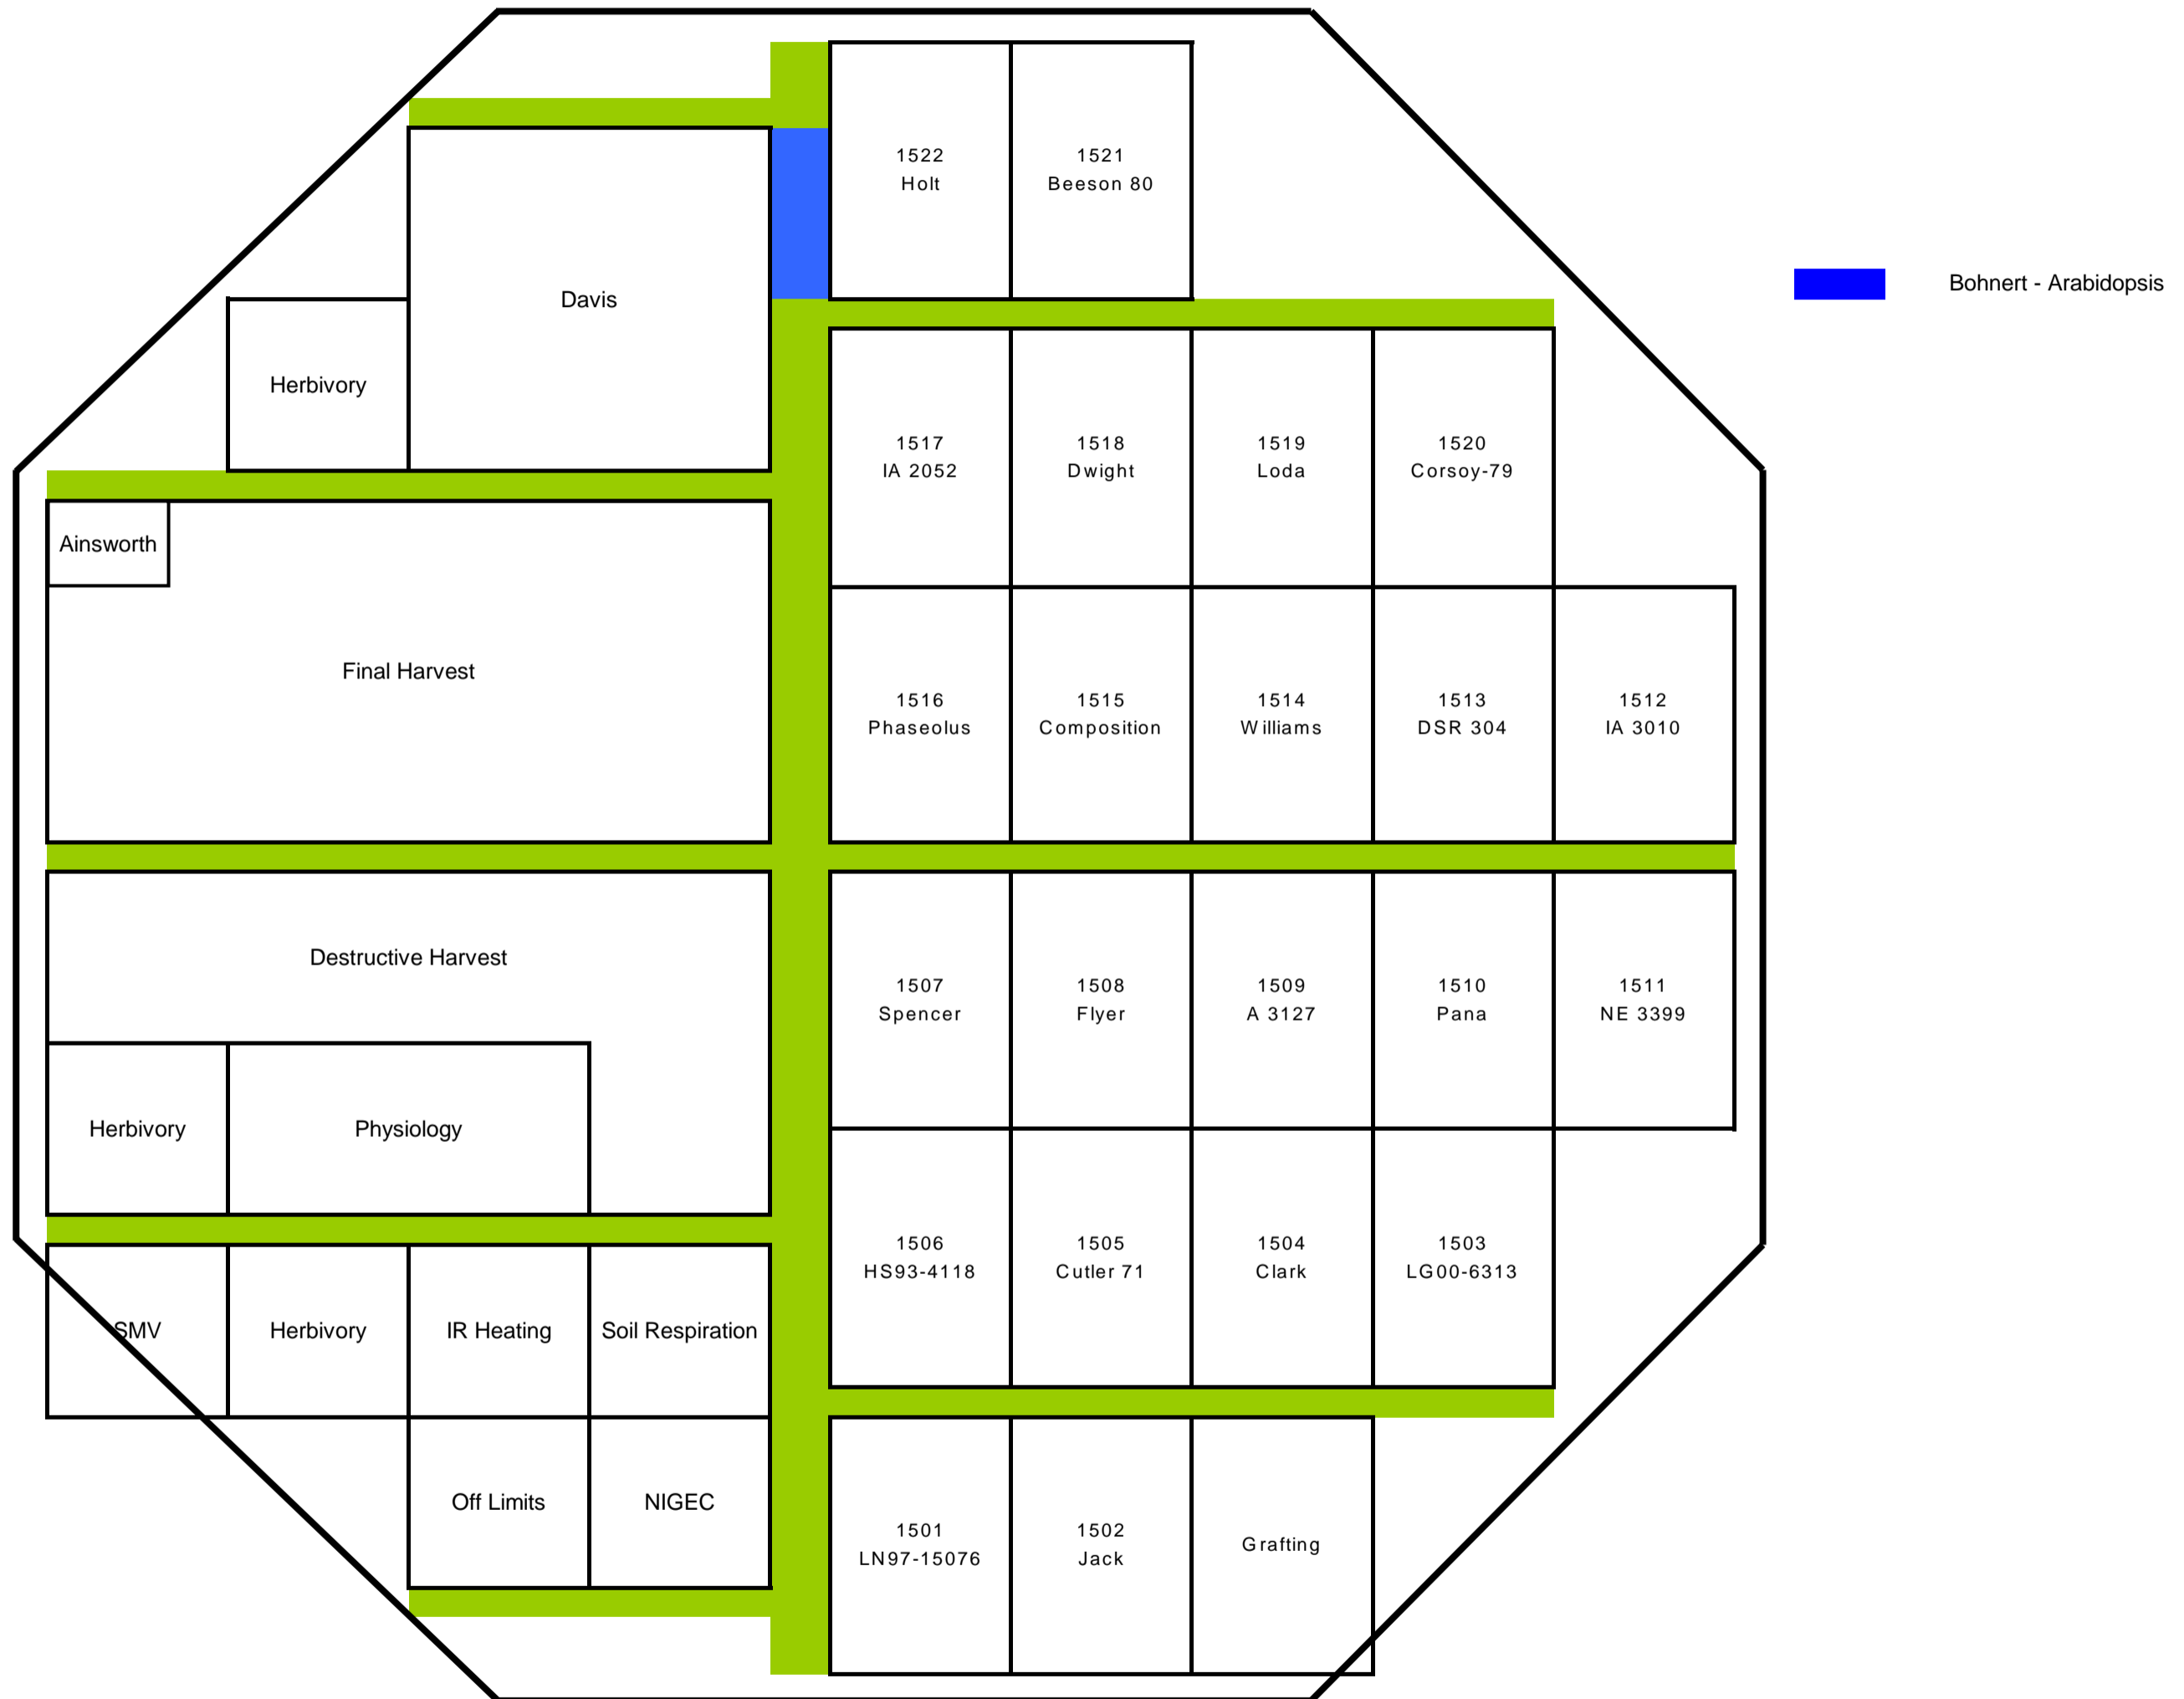 1522
Holt
1521
Beeson 80
Bohnert - Arabidopsis
Davis
Herbivory
1517
IA 2052
1518
Dwight
1519
Loda
1520
Corsoy-79
Ainsworth
Final Harvest
1516
Phaseolus
1515
Composition
1514
Williams
1513
DSR 304
1512
IA 3010
Destructive Harvest
1507
Spencer
1508
Flyer
1509
A 3127
1510
Pana
1511
NE 3399
Herbivory
Physiology
1506
HS93-4118
1505
Cutler 71
1504
Clark
1503
LG00-6313
SMV
Herbivory
IR Heating
Soil Respiration
Off Limits
NIGEC
1501
LN97-15076
1502
Jack
Grafting